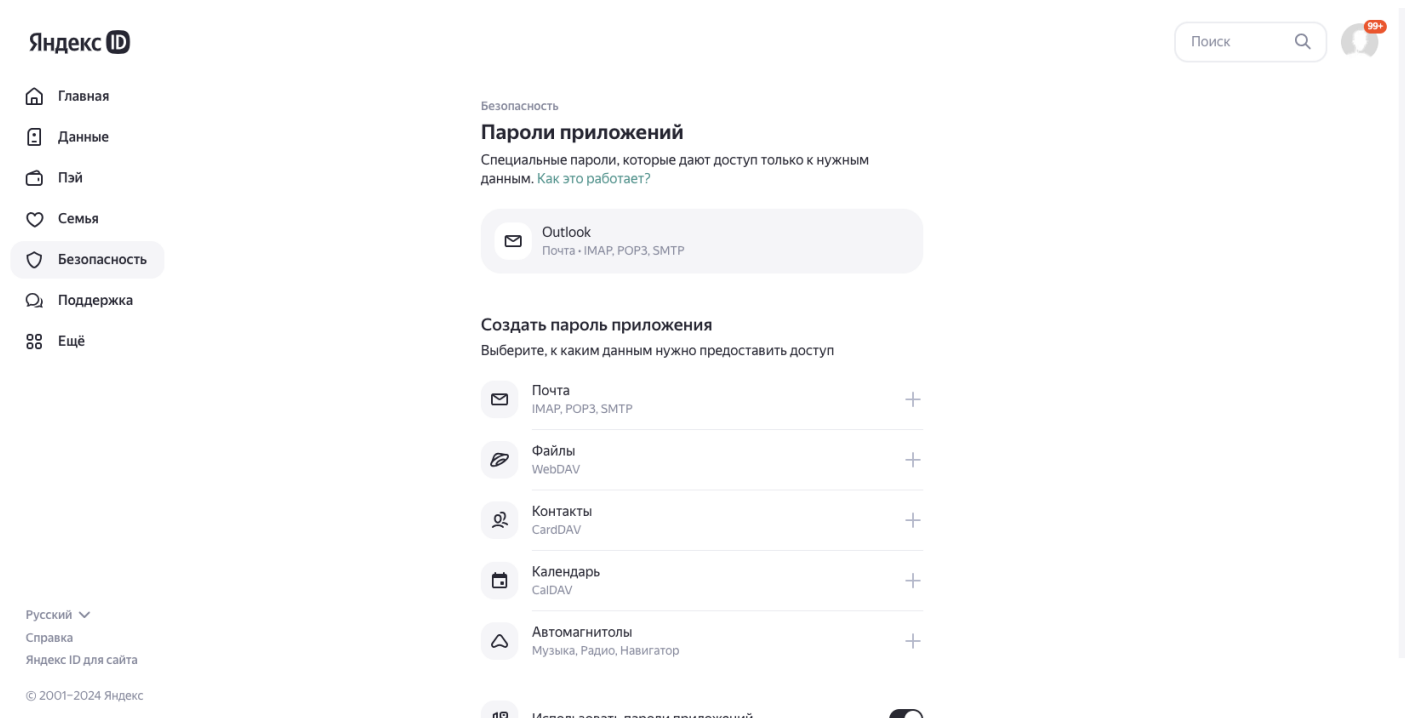 Яндекс ID
Поиск
99+
Главная
Данные
Пэй
Семья
Безопасность
Поддержка
Ещё
Безопасность
Пароли приложений
Специальные пароли, которые дают доступ только к нужным
данным. Как это работает?
Outlook
Почта • IMAP, POP3, SMTP
Создать пароль приложения
Выберите, к каким данным нужно предоставить доступ
Почта
IMAP, POP3, SMTP
Файлы
WebDAV
Контакты
CardDAV
Календарь
CalDAV
Автомагнитолы
Музыка, Радио, Навигатор
Использовать пароли приложений
Русский
Справка
Яндекс ID для сайта
© 2001–2024 Яндекс